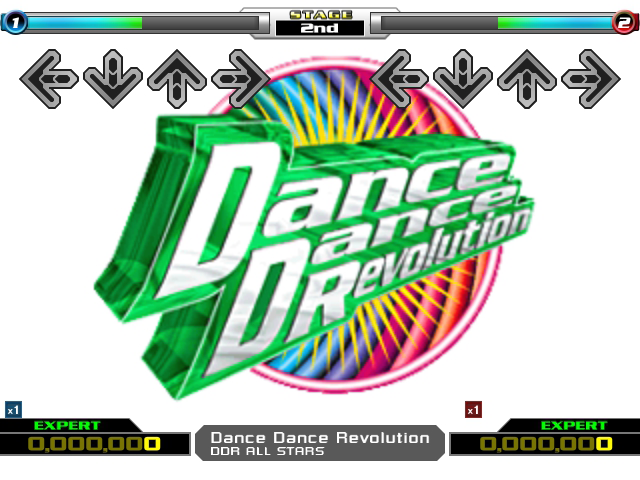 1
STAGE
2nd
2
Dance
Dance
Revolution
x1
x1
EXPERT
EXPERT
0,000,000
0,000,000
Dance Dance Revolution
DDR ALL STARS